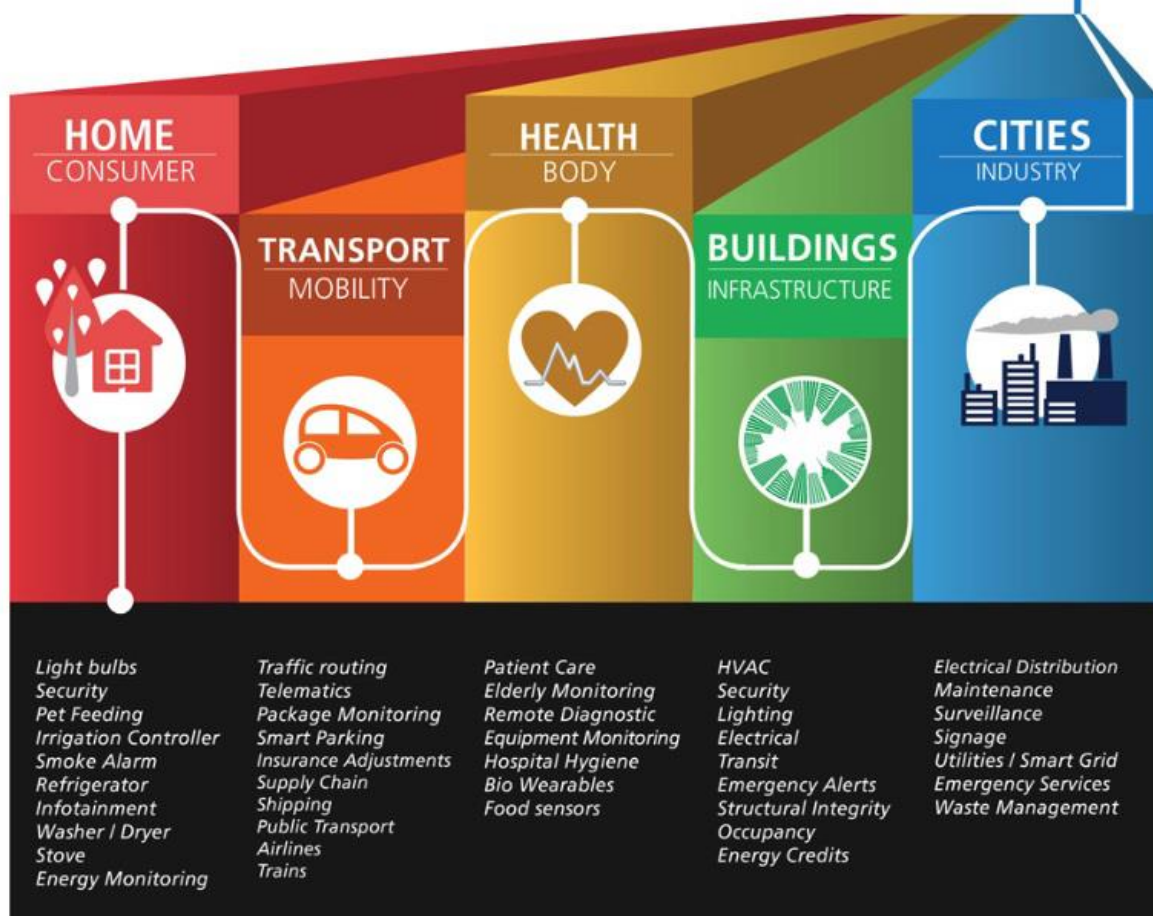 HOME
CONSUMER
TRANSPORT
MOBILITY
HEALTH
BODY
BUILDINGS
INFRASTRUCTURE
CITIES
INDUSTRY
Light bulbs
Security
Pet Feeding
Irrigation Controller
Smoke Alarm
Refrigerator
Infotainment
Washer / Dryer
Stove
Energy Monitoring
Traffic routing
Telematics
Package Monitoring
Smart Parking
Insurance Adjustments
Supply Chain
Shipping
Public Transport
Airlines
Trains
Patient Care
Elderly Monitoring
Remote Diagnostic
Equipment Monitoring
Hospital Hygiene
Bio Wearables
Food sensors
HVAC
Security
Lighting
Electrical
Transit
Emergency Alerts
Structural Integrity
Occupancy
Energy Credits
Electrical Distribution
Maintenance
Surveillance
Signage
Utilities / Smart Grid
Emergency Services
Waste Management